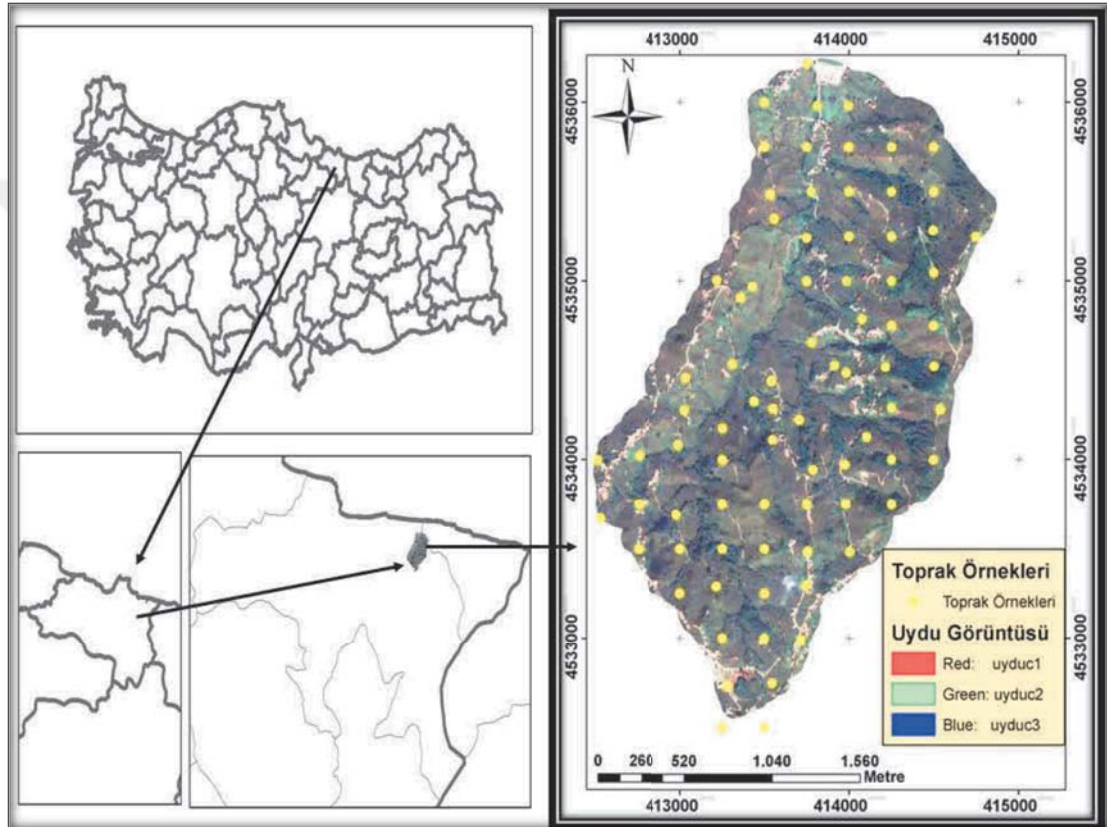 413000 414000 415000
N
4536000
4536000
4535000
4535000
4534000
4534000
4533000
4533000
Toprak Örnekleri
Toprak Örnekleri
Uydu Görüntüsü
Red: uyduc1
Green: uyduc2
Blue: uyduc3
0 260 520 1.040 1.560
Metre
413000 414000 415000